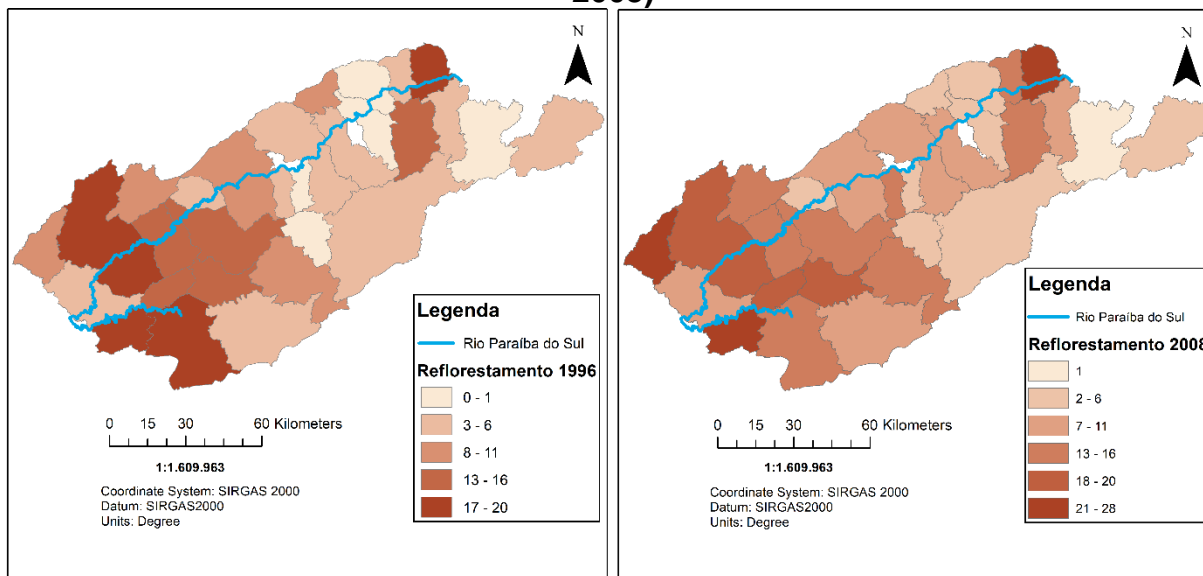 2008)
N
Legenda
Rio Paraíba do Sul
Reflorestamento 1996
0 - 1
3 - 6
8 - 11
13 - 16
17 - 20
0 15 30 60 Kilometers
1:1.609.963
Coordinate System: SIRGAS 2000
Datum: SIRGAS2000
Units: Degree
N
Legenda
Rio Paraíba do Sul
Reflorestamento 2008
1
2 - 6
7 - 11
13 - 16
18 - 20
21 - 28
0 15 30 60 Kilometers
1:1.609.963
Coordinate System: SIRGAS 2000
Datum: SIRGAS2000
Units: Degree